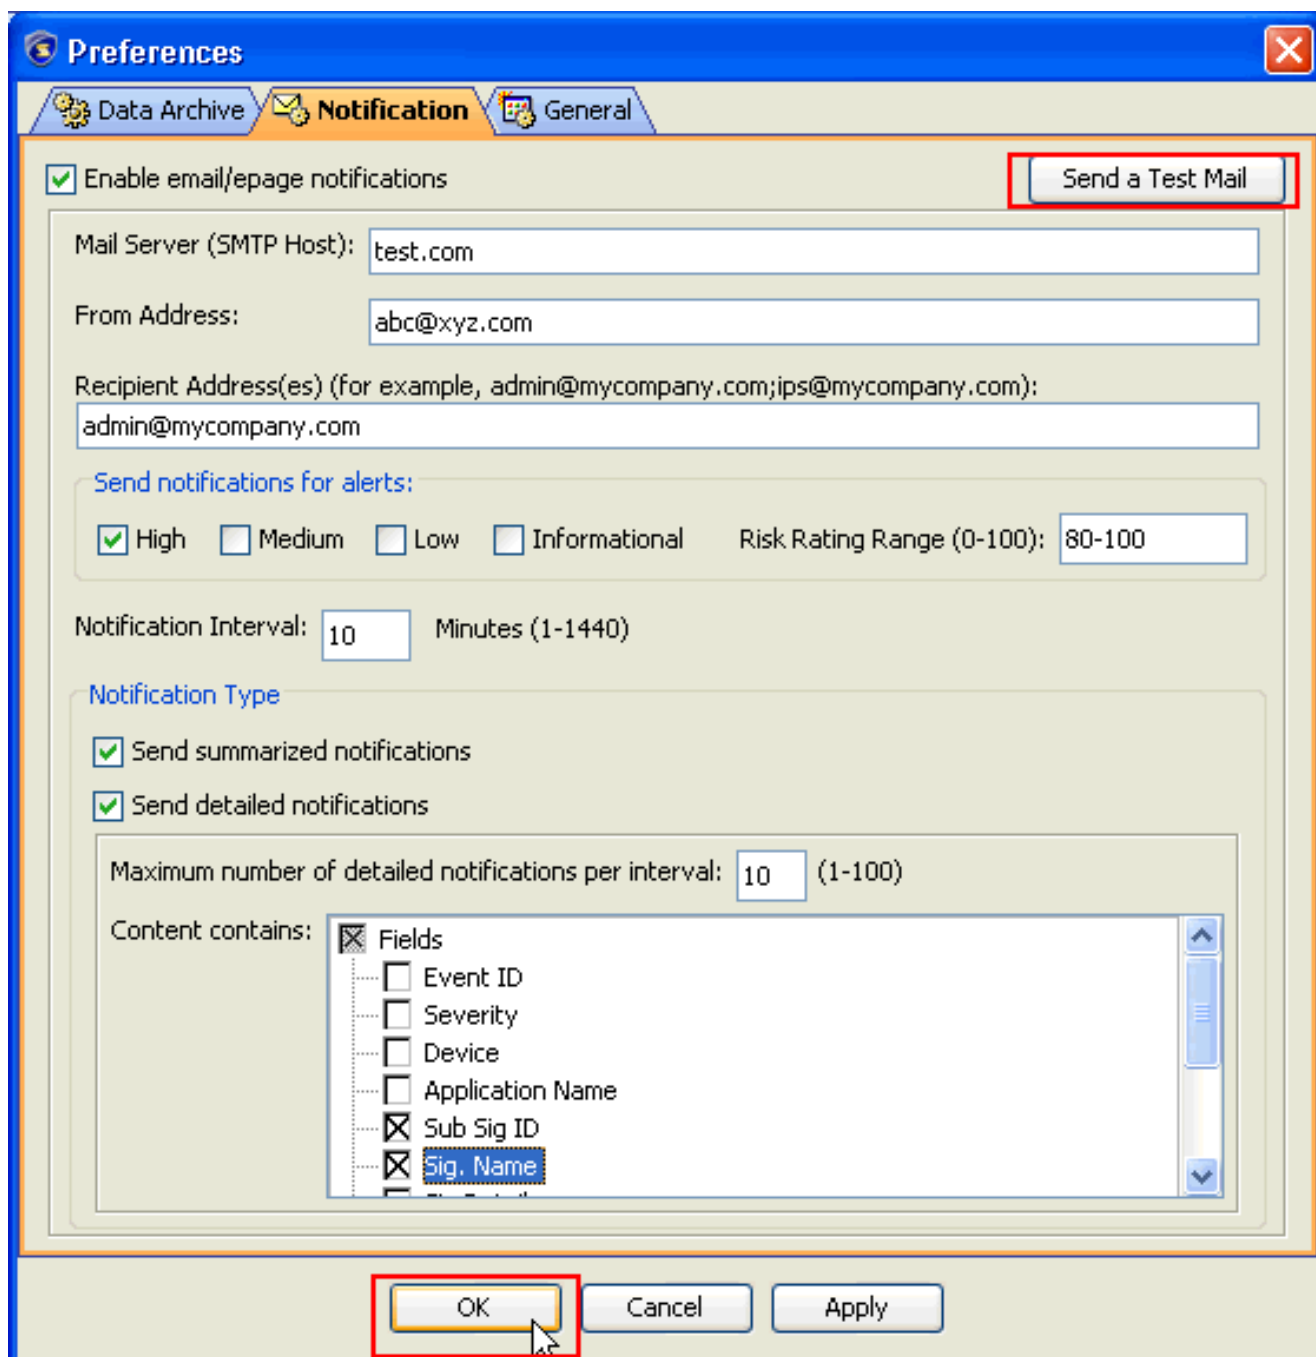 Preferences
Data Archive Notification General
Enable email/epage notifications Send a Test Mail
Mail Server (SMTP Host): test.com
From Address: abc@xyz.com
Recipient Address(es) (for example, admin@mycompany.com;ips@mycompany.com):
admin@mycompany.com
Send notifications for alerts:
High Medium Low Informational Risk Rating Range (0-100): 80-100
Notification Interval: 10 Minutes (1-1440)
Notification Type
Send summarized notifications
Send detailed notifications
Maximum number of detailed notifications per interval: 10 (1-100)
Content contains: Fields
Event ID
Severity
Device
Application Name
Sub Sig ID
Sig. Name
OK Cancel Apply